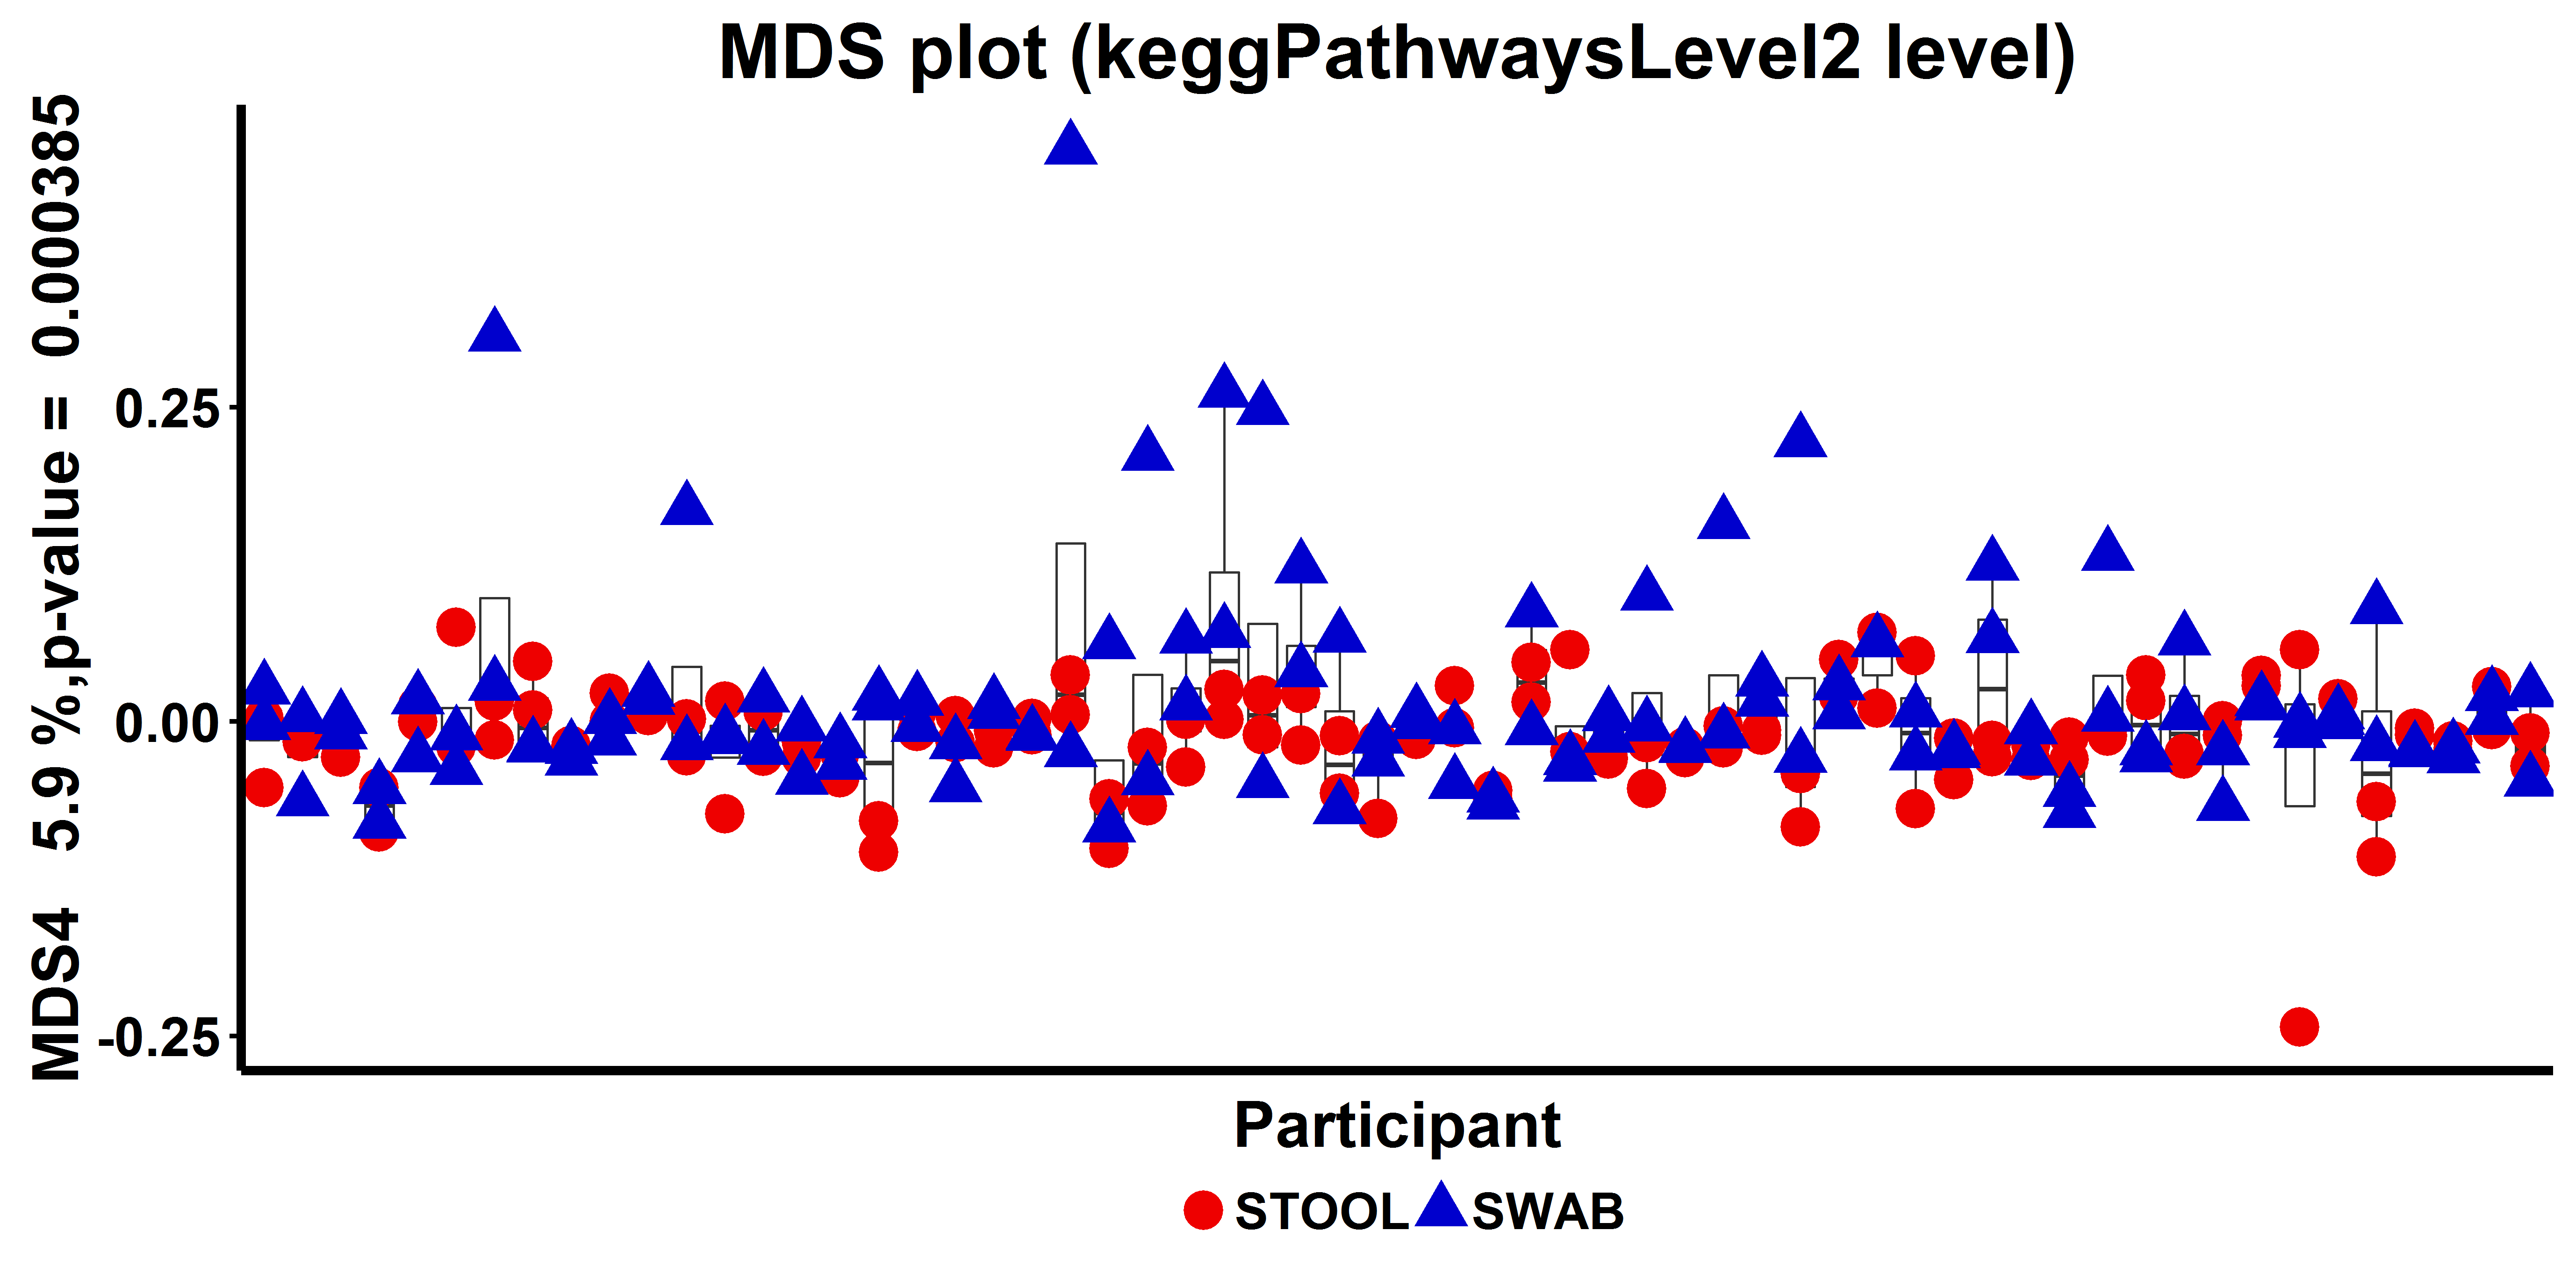 MDS plot (keggPathwaysLevel2 level)
MDS4 5.9 %,p-value = 0.000385
0.25
0.00
-0.25
Participant
STOOL SWAB